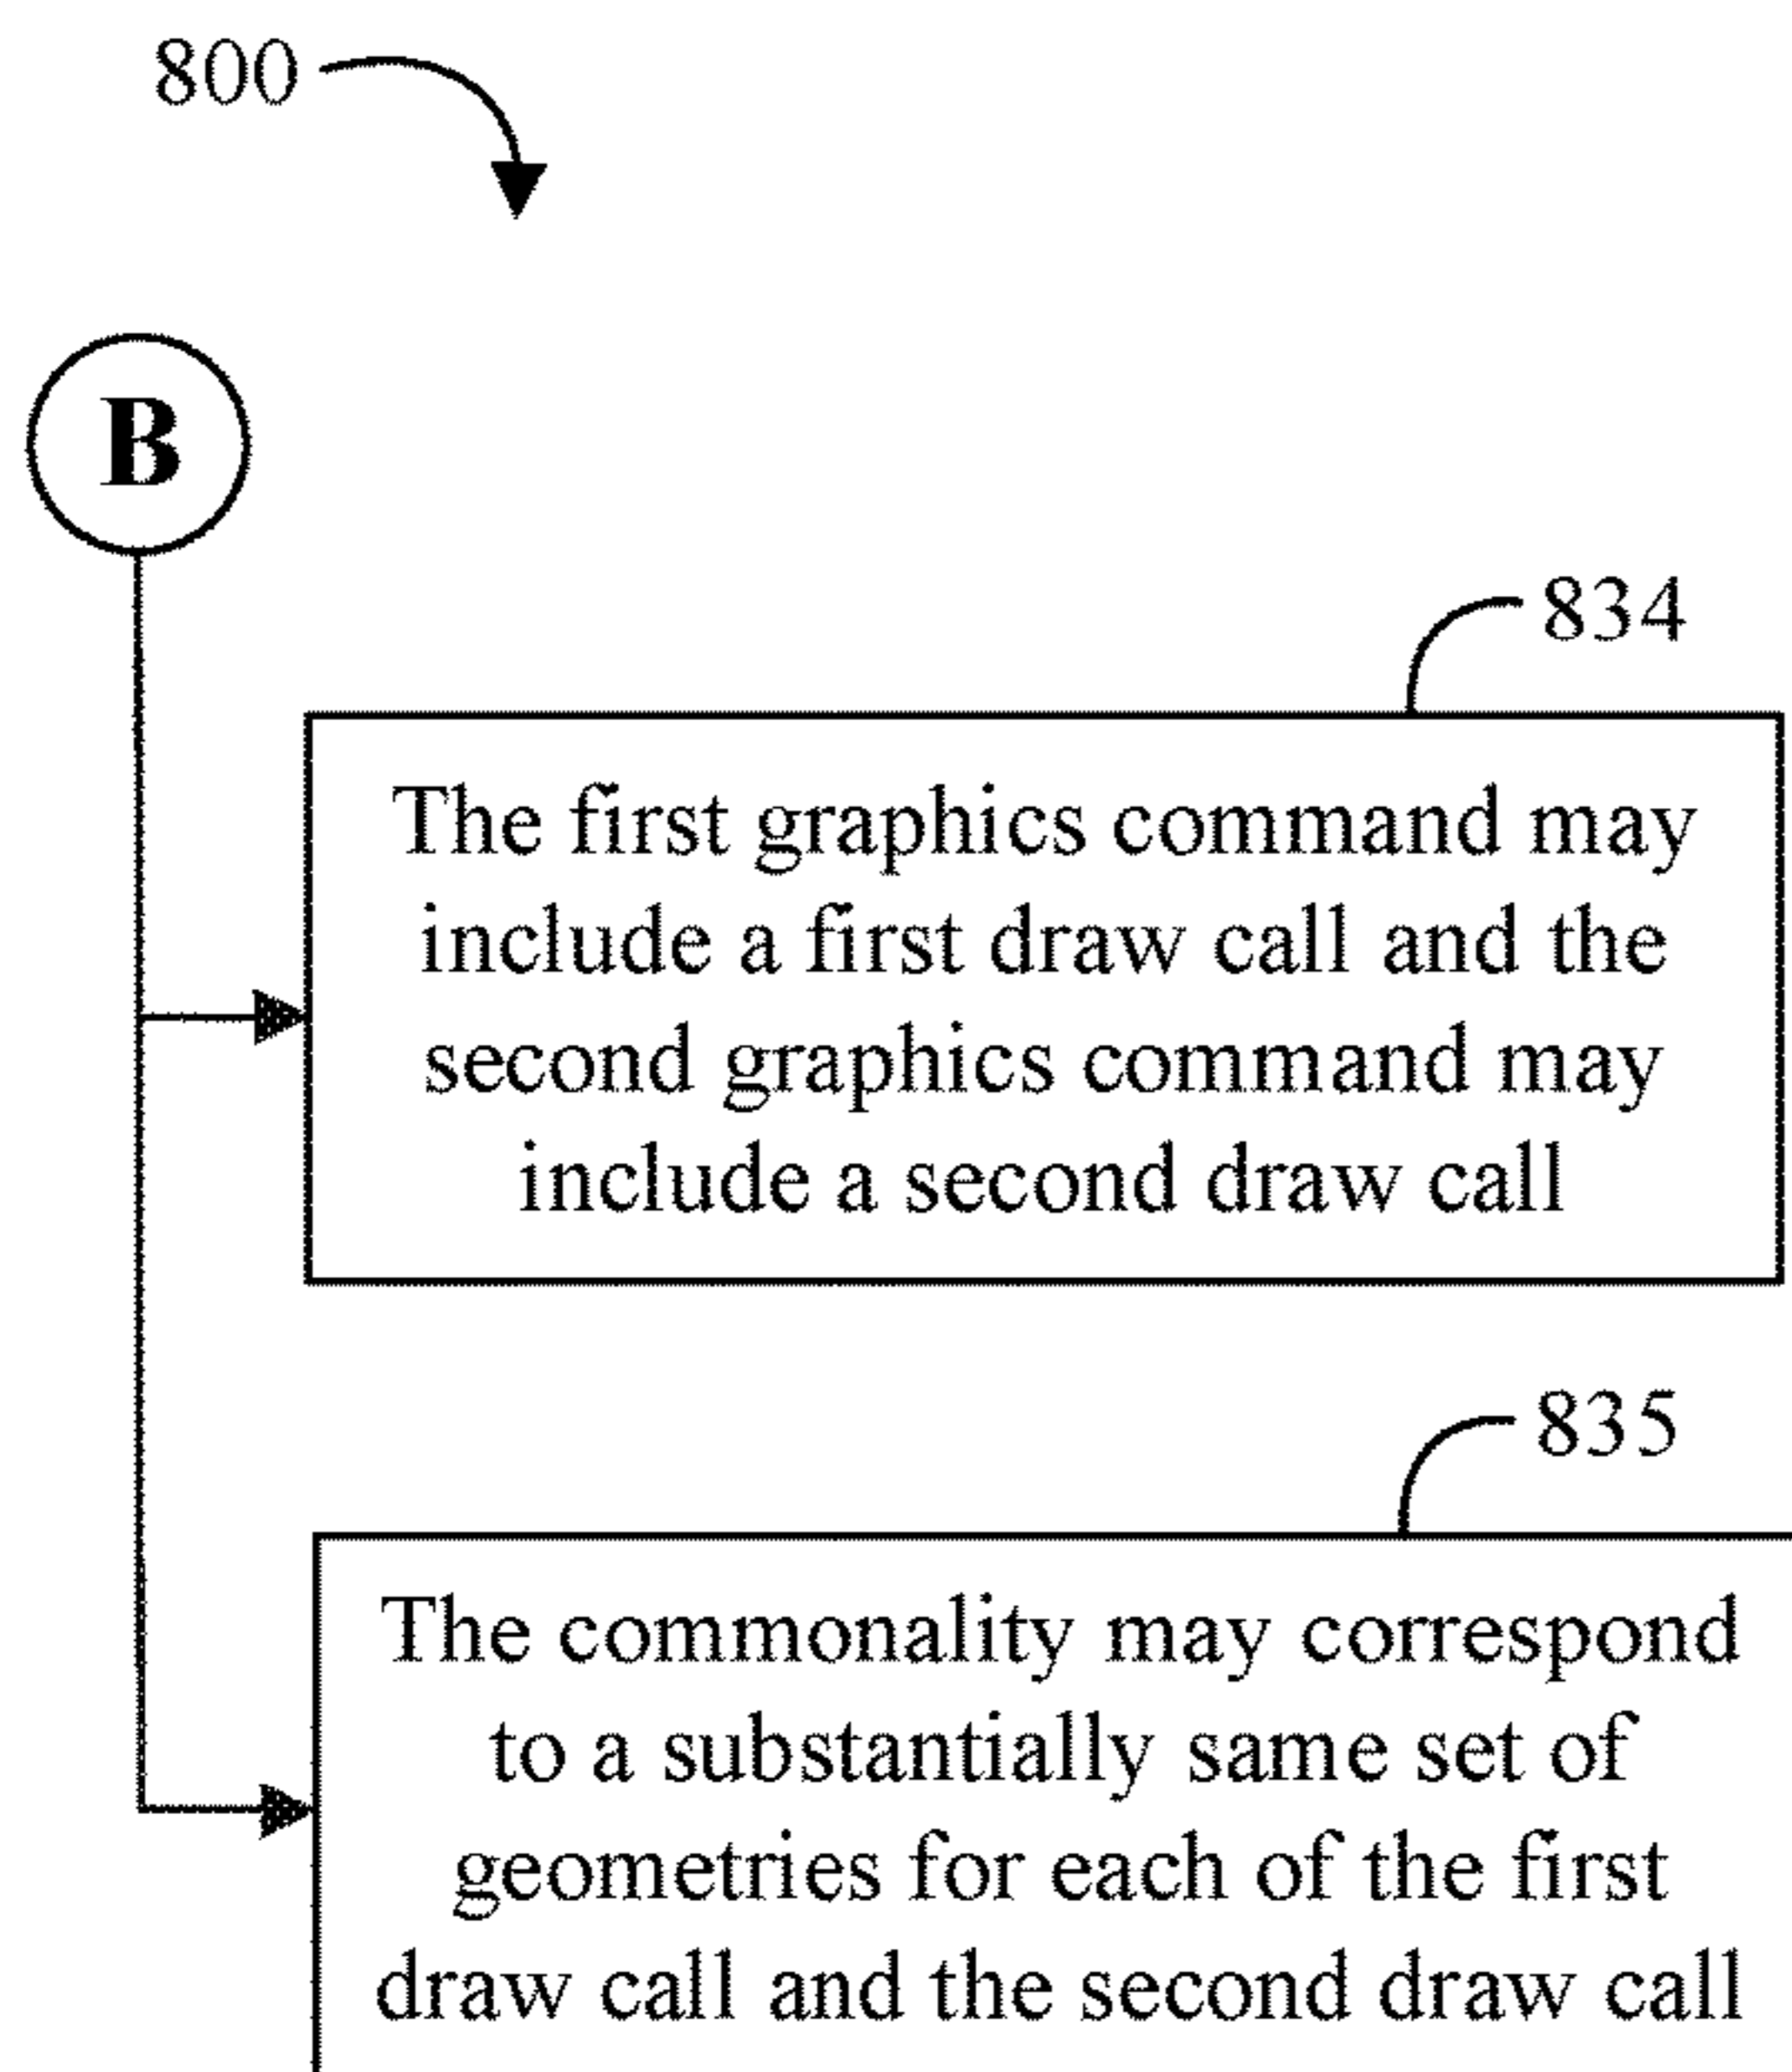 800
B
834
The first graphics command may
include a first draw call and the
second graphics command may
include a second draw call
835
The commonality may correspond
to a substantially same set of
geometries for each of the first
draw call and the second draw call